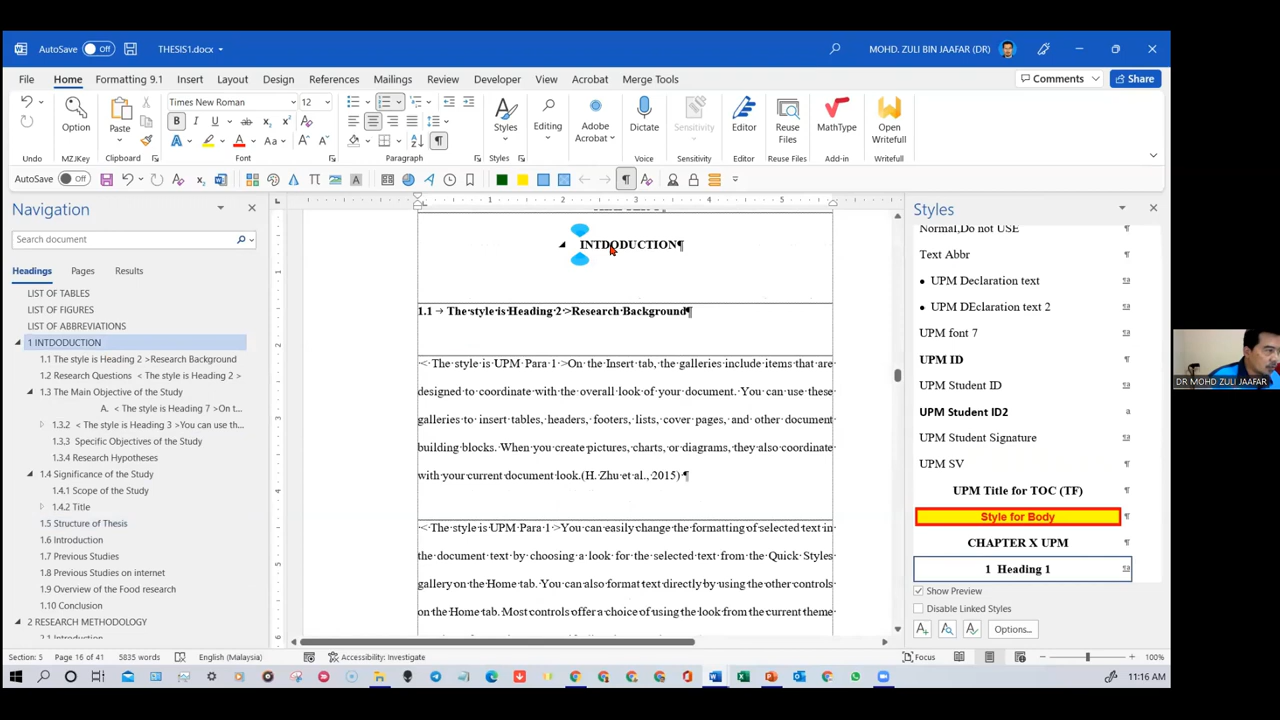 AutoSave Off THESIS1.docx MOHD. ZULI BIN JAAFAR (DR)
File Home Formatting 9.1 Insert Layout Design References Mailings Review Developer View Acrobat Merge Tools Comments Share
Times New Roman 12
Option Paste Styles Editing Adobe Acrobat Dictate Sensitivity Editor Reuse Files MathType Open Writefull
Undo MZJKey Clipboard Font Paragraph Styles Adobe Acrobat Voice Sensitivity Editor Reuse Files Add-in Writefull
AutoSave Off
Navigation
Search document
Headings Pages Results
LIST OF TABLES
LIST OF FIGURES
LIST OF ABBREVIATIONS
1 INTDODUCTION
1.1 The style is Heading 2 >Research Background
1.2 Research Questions < The style is Heading 2 >
1.3 The Main Objective of the Study
A. < The style is Heading 7 >On t...
1.3.2 < The style is Heading 3 >You can use th...
1.3.3 Specific Objectives of the Study
1.3.4 Research Hypotheses
1.4 Significance of the Study
1.4.1 Scope of the Study
1.4.2 Title
1.5 Structure of Thesis
1.6 Introduction
1.7 Previous Studies
1.8 Previous Studies on internet
1.9 Overview of the Food research
1.10 Conclusion
2 RESEARCH METHODOLOGY
2.1 Introduction
1 2 3 4 5
1
2
3
4
5
6
INTDODUCTION¶
1.1 → The·style·is·Heading·2·>Research·Background¶
·<·The·style·is·UPM·Para·1·>On·the·Insert·tab,·the·galleries·include·items·that·are·
designed·to·coordinate·with·the·overall·look·of·your·document.·You·can·use·these·
galleries·to·insert·tables,·headers,·footers,·lists,·cover·pages,·and·other·document·
building·blocks.·When·you·create·pictures,·charts,·or·diagrams,·they·also·coordinate·
with·your·current·document·look.(H.·Zhu·et·al.,·2015)·¶
·<·The·style·is·UPM·Para·1·>You·can·easily·change·the·formatting·of·selected·text·in·
the·document·text·by·choosing·a·look·for·the·selected·text·from·the·Quick·Styles·
gallery·on·the·Home·tab.·You·can·also·format·text·directly·by·using·the·other·controls·
on·the·Home·tab.·Most·controls·offer·a·choice·of·using·the·look·from·the·current·theme·
Styles
Normal,Do not USE ¶
Text Abbr ¶
• UPM Declaration text ¶a
• UPM DEclaration text 2 ¶a
UPM font 7 ¶
UPM ID ¶
UPM Student ID ¶a
UPM Student ID2 a
UPM Student Signature ¶a
UPM SV ¶
UPM Title for TOC (TF) ¶
Style for Body ¶
CHAPTER X UPM ¶
1 Heading 1 ¶a
Show Preview
Disable Linked Styles
Options...
DR MOHD ZULI JAAFAR
Section: 5 Page 16 of 41 5835 words English (Malaysia) Accessibility: Investigate Focus 100%
11:16 AM